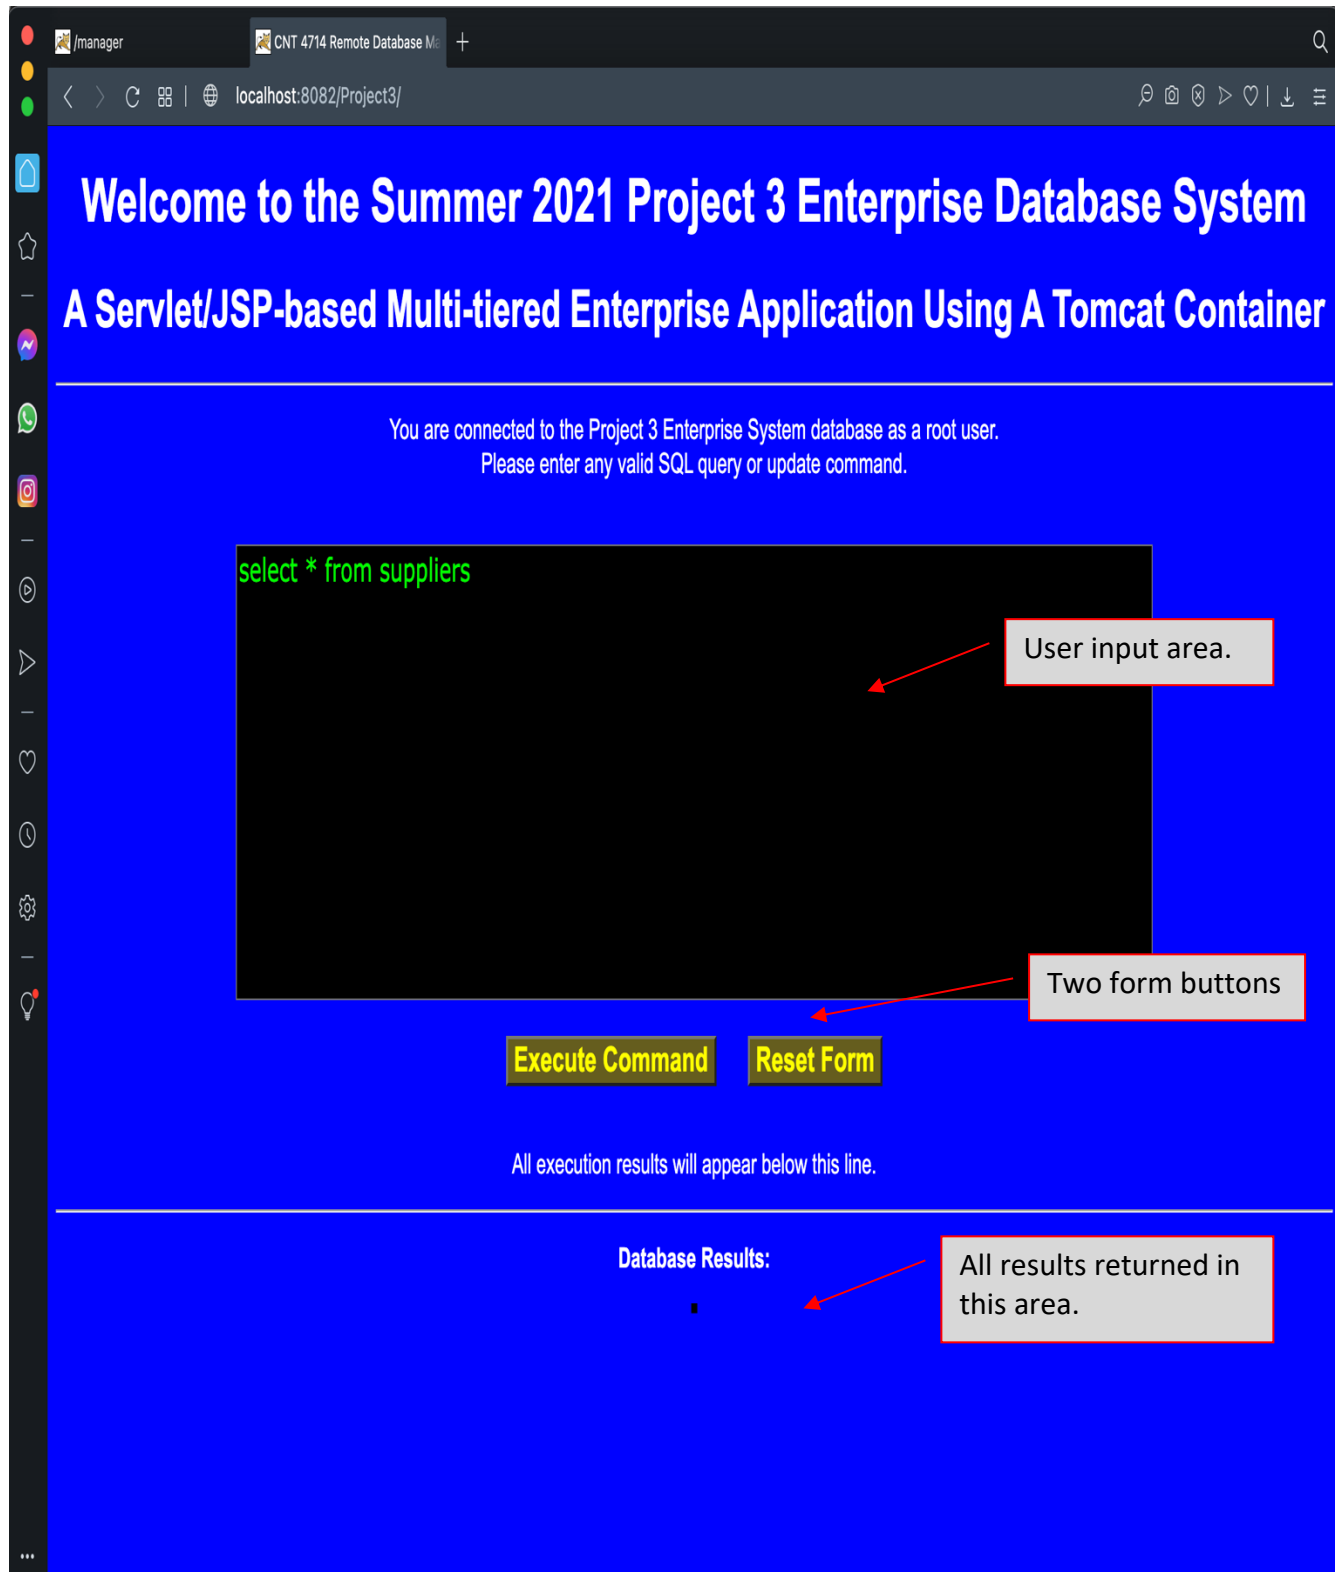 /manager
CNT 4714 Remote Database Ma
localhost:8082/Project3/
Welcome to the Summer 2021 Project 3 Enterprise Database System
A Servlet/JSP-based Multi-tiered Enterprise Application Using A Tomcat Container
You are connected to the Project 3 Enterprise System database as a root user.
Please enter any valid SQL query or update command.
select * from suppliers
User input area.
Two form buttons
Execute Command
Reset Form
All execution results will appear below this line.
Database Results:
All results returned in
this area.